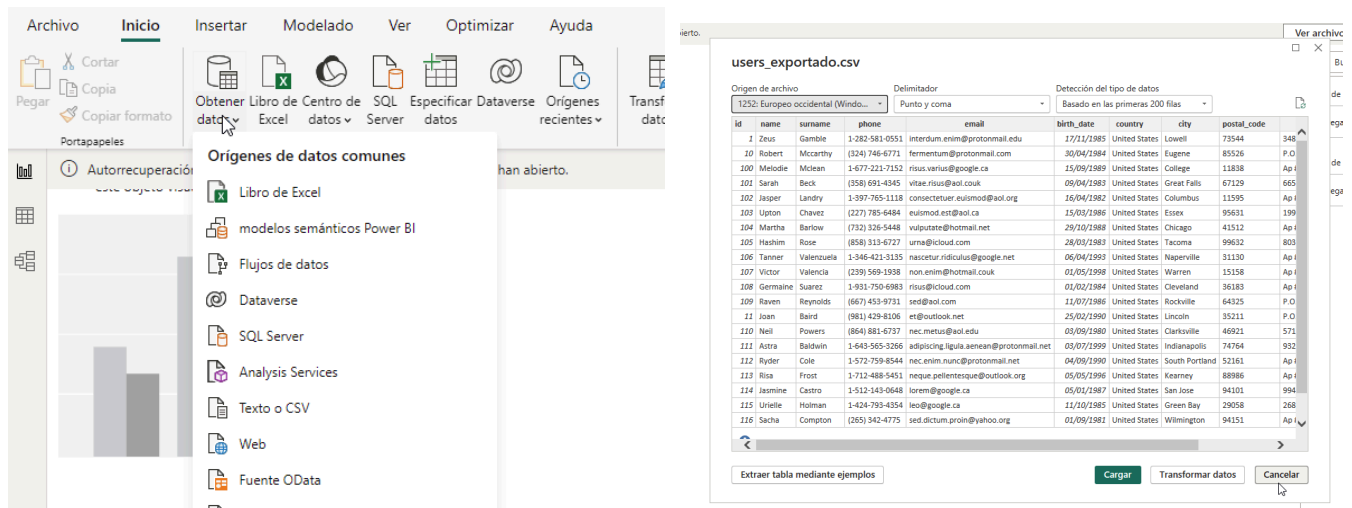 Archivo Inicio Insertar Modelado Ver Optimizar Ayuda
Pegar
Cortar
Copia
Copiar formato
Portapapeles
Obtener datos
Libro de Excel
Centro de datos
SQL Server
Especificar datos
Dataverse
Orígenes recientes
Transf
dato
Autorecuperació
han abierto.
Orígenes de datos comunes
Libro de Excel
modelos semánticos Power BI
Flujos de datos
Dataverse
SQL Server
Analysis Services
Texto o CSV
Web
Fuente OData
Ver archivo
users_exportado.csv
Origen de archivo Delimitador Detección del tipo de datos
1252: Europeo occidental (Windo... Punto y coma Basado en las primeras 200 filas
id name surname phone email birth_date country city postal_code
1 Zeus Gamble 1-282-581-0551 interdum.enim@protonmail.edu 17/11/1985 United States Lowell 73544 348
10 Robert Mccarthy (324) 746-6771 fermentum@protonmail.com 30/04/1984 United States Eugene 85526 P.O
100 Melodie Mclean 1-677-221-7152 risus.varius@google.ca 15/09/1989 United States College 11838 Ap
101 Sarah Beck (358) 691-4345 vitae.risus@aol.couk 09/04/1983 United States Great Falls 67129 665
102 Jasper Landry 1-397-765-1118 consectetuer.euismod@aol.org 16/04/1982 United States Columbus 11595 Ap
103 Upton Chavez (227) 785-6484 euismod.est@aol.ca 15/03/1986 United States Essex 95631 199
104 Martha Barlow (732) 326-5448 vulputate@hotmail.net 29/10/1988 United States Chicago 41512 Ap
105 Hashim Rose (858) 313-6727 urna@icloud.com 28/03/1983 United States Tacoma 99632 803
106 Tanner Valenzuela 1-346-421-3135 nascetur.ridiculus@google.net 06/04/1993 United States Naperville 31130 Ap
107 Victor Valencia (239) 569-1938 non.enim@hotmail.couk 01/05/1998 United States Warren 15158 Ap
108 Germaine Suarez 1-931-750-6983 risus@icloud.com 01/02/1984 United States Cleveland 36183 Ap
109 Raven Reynolds (667) 453-9731 sed@aol.com 11/07/1986 United States Rockville 64325 P.O
11 Joan Baird (981) 429-8106 et@outlook.net 25/02/1990 United States Lincoln 35211 P.O
110 Neil Powers (864) 881-6737 nec.metus@aol.edu 03/09/1980 United States Clarksville 46921 571
111 Astra Baldwin 1-643-565-3266 adipiscing.ligula.aenean@protonmail.net 03/07/1999 United States Indianapolis 74764 932
112 Ryder Cole 1-572-759-8544 nec.enim.nunc@protonmail.net 04/09/1990 United States South Portland 52161 Ap
113 Risa Frost 1-712-488-5451 neque.pellentesque@outlook.org 05/05/1996 United States Kearney 88986 Ap
114 Jasmine Castro 1-512-143-0648 lorem@google.ca 05/01/1987 United States San Jose 94101 994
115 Urielle Holman 1-424-793-4354 leo@google.ca 11/10/1985 United States Green Bay 29058 268
116 Sacha Compton (265) 342-4775 sed.dictum.proin@yahoo.org 01/09/1981 United States Wilmington 94151 Ap
Extraer tabla mediante ejemplos Cargar Transformar datos Cancelar